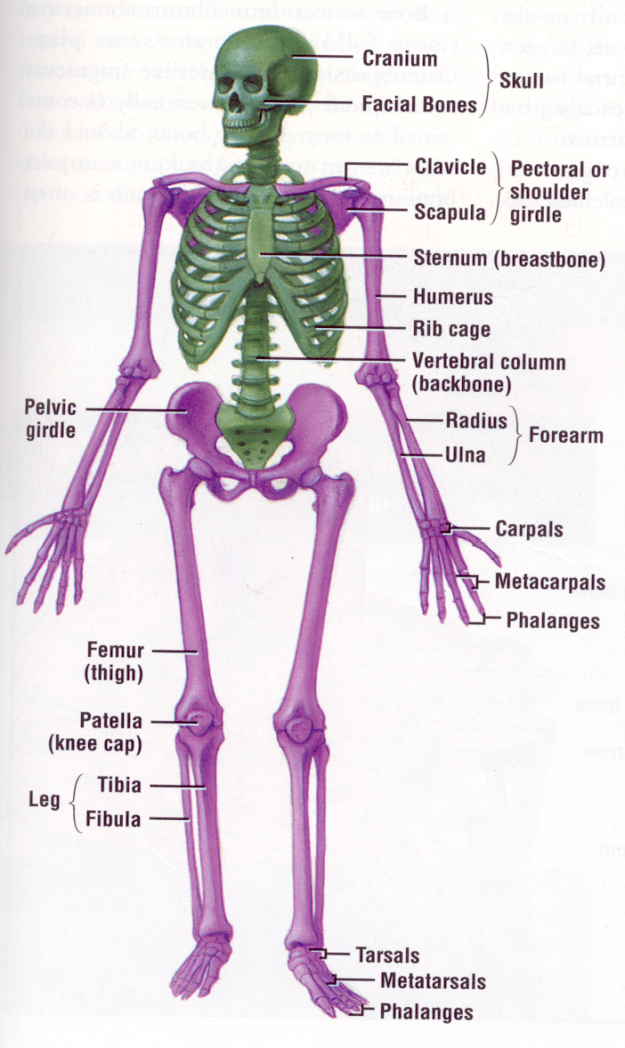 Cranium
Facial Bones
Skull
Clavicle
Scapula
Pectoral or
shoulder
girdle
Sternum (breastbone)
Humerus
Rib cage
Vertebral column
(backbone)
Pelvic
girdle
Radius
Ulna
Forearm
Carpals
Metacarpals
Phalanges
Femur
(thigh)
Patella
(knee cap)
Leg
Tibia
Fibula
Tarsals
Metatarsals
Phalanges